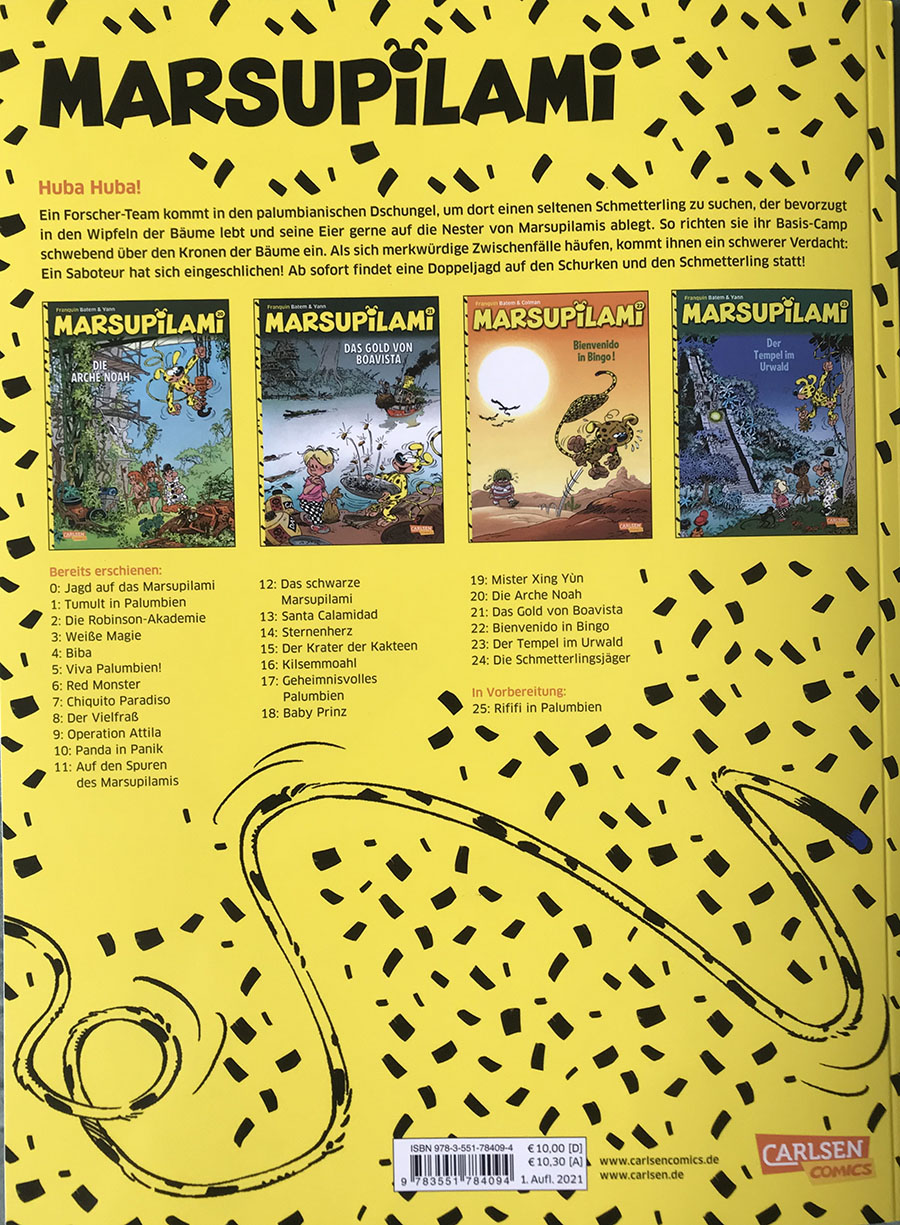 MARSUPiLAMi
Huba Huba!
Ein Forscher-Team kommt in den palumbianischen Dschungel, um dort einen seltenen Schmetterling zu suchen, der bevorzugt
in den Wipfeln der Bäume lebt und seine Eier gerne auf die Nester von Marsupilamis ablegt. So richten sie ihr Basis-Camp
schwebend über den Kronen der Bäume ein. Als sich merkwürdige Zwischenfälle häufen, kommt ihnen ein schwerer Verdacht:
Ein Saboteur hat sich eingeschlichen! Ab sofort findet eine Doppeljagd auf den Schurken und den Schmetterling statt!
Franquin Batem & Yann
MARSUPiLAMi
20
DIE
ARCHE NOAH
Franquin Batem & Yann
MARSUPiLAMi
21
DAS GOLD VON
BOAVISTA
CARLSEN
Franquin Batem & Colman
MARSUPiLAMi
22
Bienvenido
in Bingo!
CARLSEN
Franquin Batem & Yann
MARSUPiLAMi
23
Der
Tempel im
Urwald
CARLSEN
Bereits erschienen:
0: Jagd auf das Marsupilami
1: Tumult in Palumbien
2: Die Robinson-Akademie
3: Weiße Magie
4: Biba
5: Viva Palumbien!
6: Red Monster
7: Chiquito Paradiso
8: Der Vielfraß
9: Operation Attila
10: Panda in Panik
11: Auf den Spuren
des Marsupilamis
12: Das schwarze
Marsupilami
13: Santa Calamidad
14: Sternenherz
15: Der Krater der Kakteen
16: Kilsemmoahl
17: Geheimnisvolles
Palumbien
18: Baby Prinz
19: Mister Xing Yùn
20: Die Arche Noah
21: Das Gold von Boavista
22: Bienvenido in Bingo
23: Der Tempel im Urwald
24: Die Schmetterlingsjäger
In Vorbereitung:
25: Rififi in Palumbien
ISBN 978-3-551-78409-4
9 783551 784094
€ 10,00 [D]
€ 10,30 [A]
1. Aufl. 2021
www.carlsencomics.de
www.carlsen.de
CARLSEN
COMICS